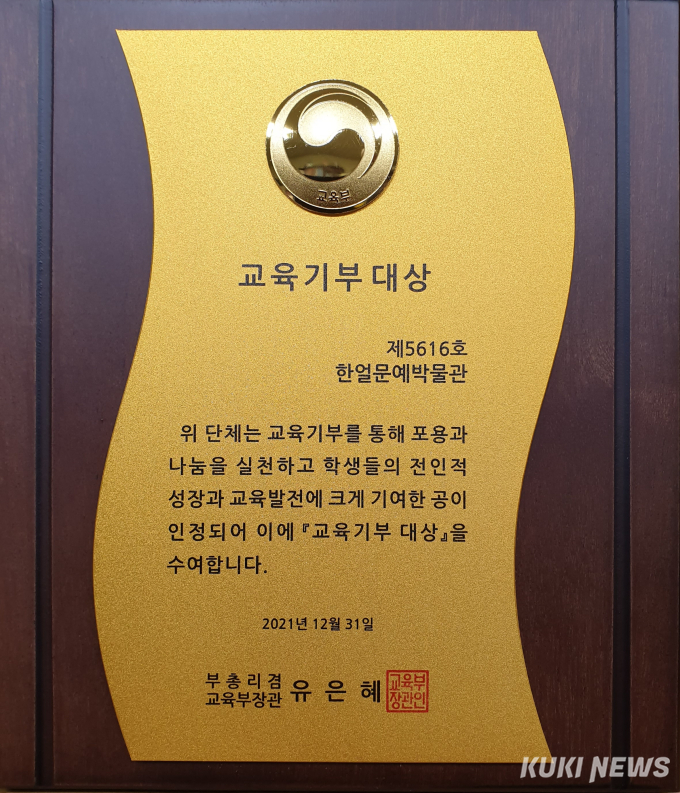 교육부
교육기부 대상
제5616호
한얼문예박물관
위 단체는 교육기부를 통해 포용과
나눔을 실천하고 학생들의 전인적
성장과 교육발전에 크게 기여한 공이
인정되어 이에 『교육기부 대상』을
수여합니다.
2021년 12월 31일
부총리겸
교육부장관 유은혜
교육부
장관인
KUKI NEWS